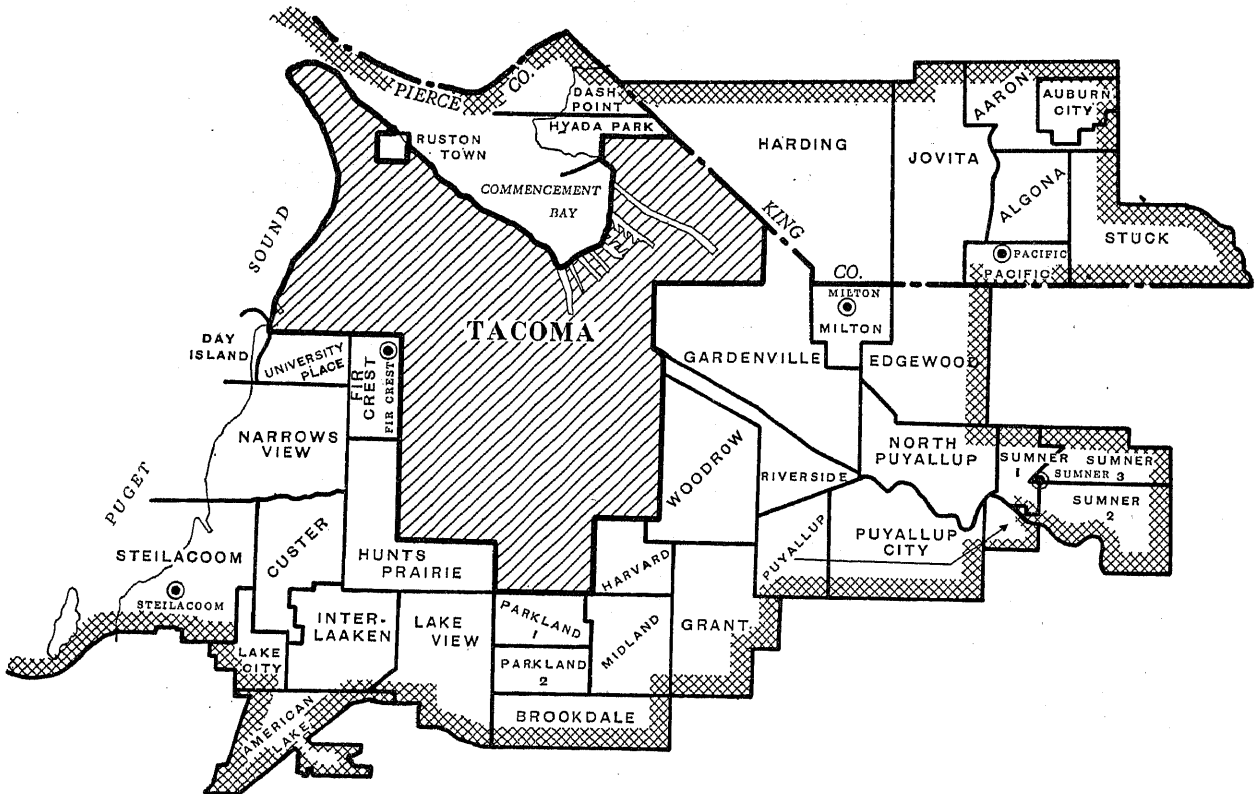 PIERCE CO.
DASH
POINT
HYADA PARK
RUSTON
TOWN
COMMENCEMENT
BAY
HARDING
JOVITA
AARON
AUBURN
CITY
ALGONA
STUCK
PACIFIC
PACIFIC
KING CO.
SOUND
PUGET
TACOMA
MILTON
MILTON
GARDENVILLE
EDGEWOOD
DAY
ISLAND
UNIVERSITY
PLACE
FIR
CREST
FIR CREST
NARROWS
VIEW
WOODROW
RIVERSIDE
NORTH
PUYALLUP
SUMNER
1
SUMNER
3
SUMNER
SUMNER
2
STEILACOOM
STEILACOOM
CUSTER
HUNTS
PRAIRIE
HARVARD
PUYALLUP
PUYALLUP
CITY
LAKE
CITY
INTER-
LAAKEN
LAKE
VIEW
PARKLAND
1
PARKLAND
2
MIDLAND
GRANT
AMERICAN
LAKE
BROOKDALE